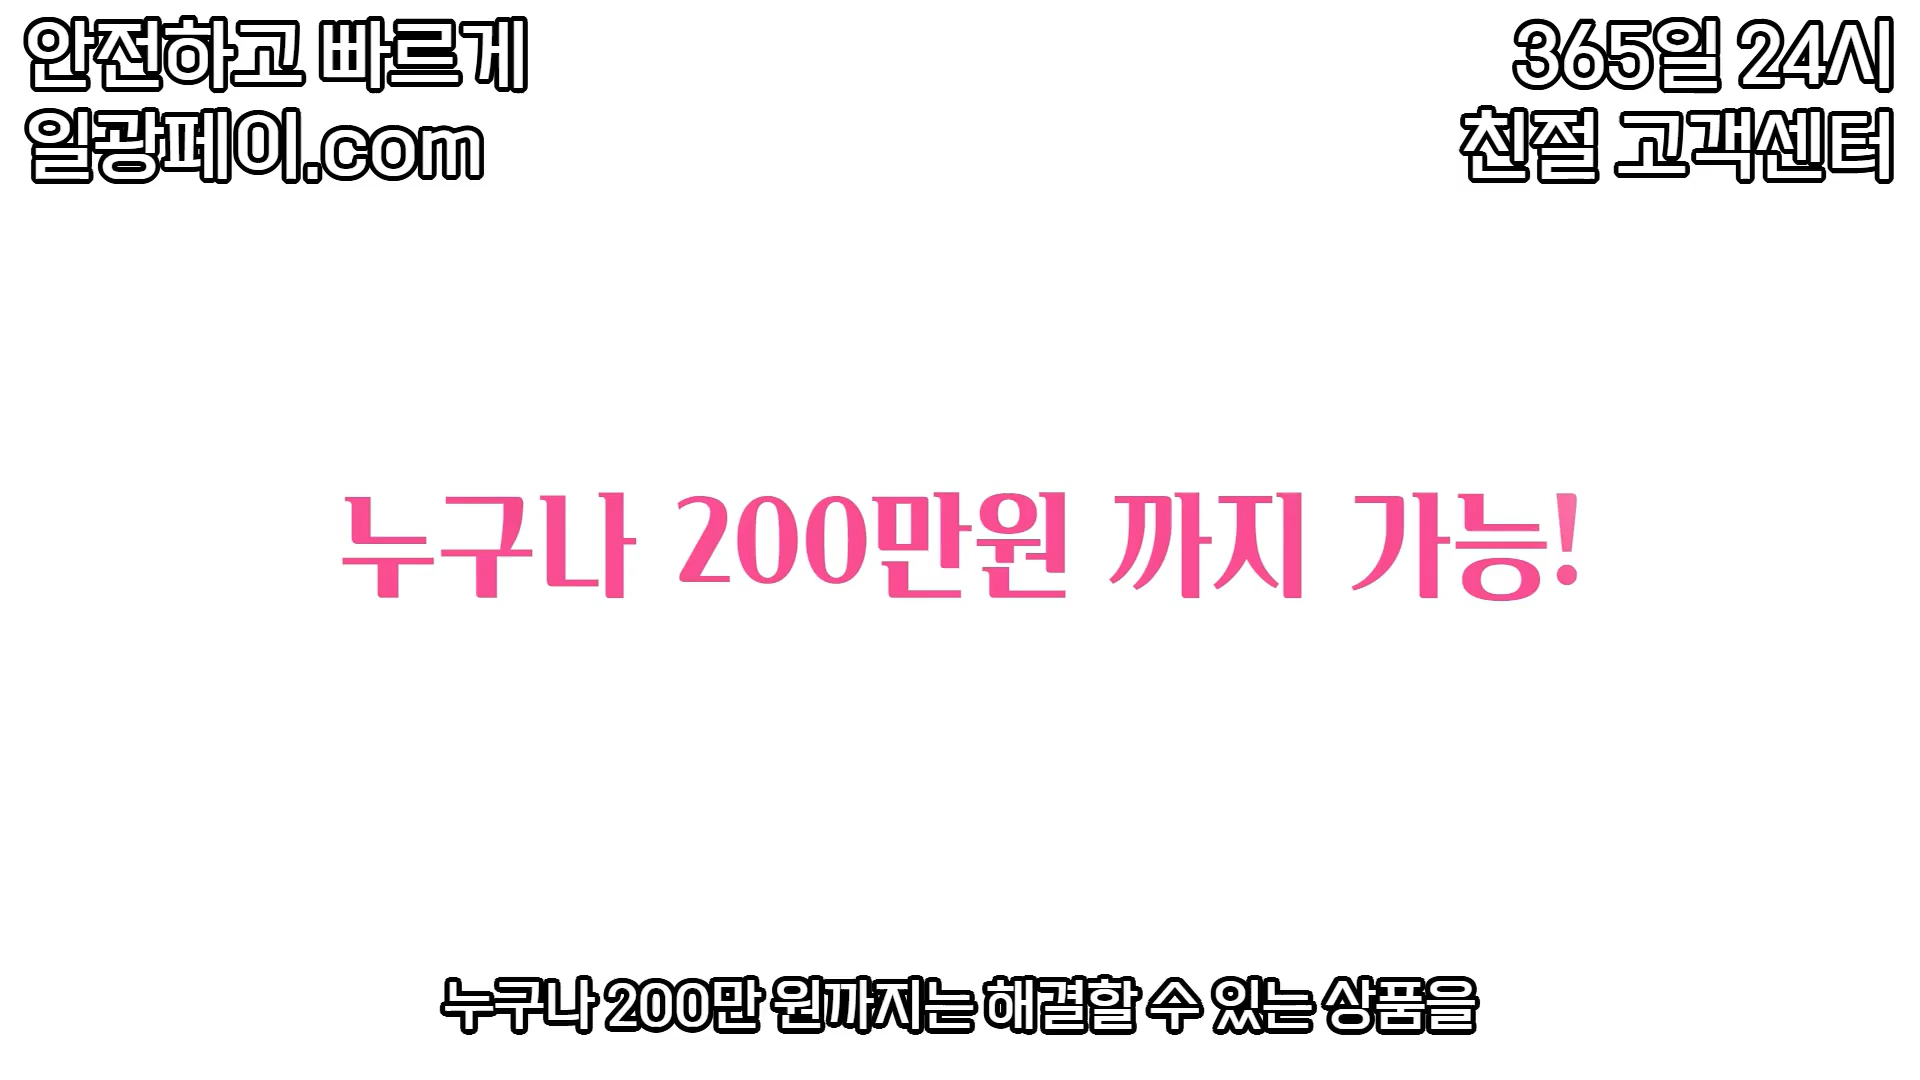 안전하고 빠르게
일광페이.com
365일 24시
친절 고객센터
누구나 200만원 까지 가능!
누구나 200만 원까지는 해결할 수 있는 상품을